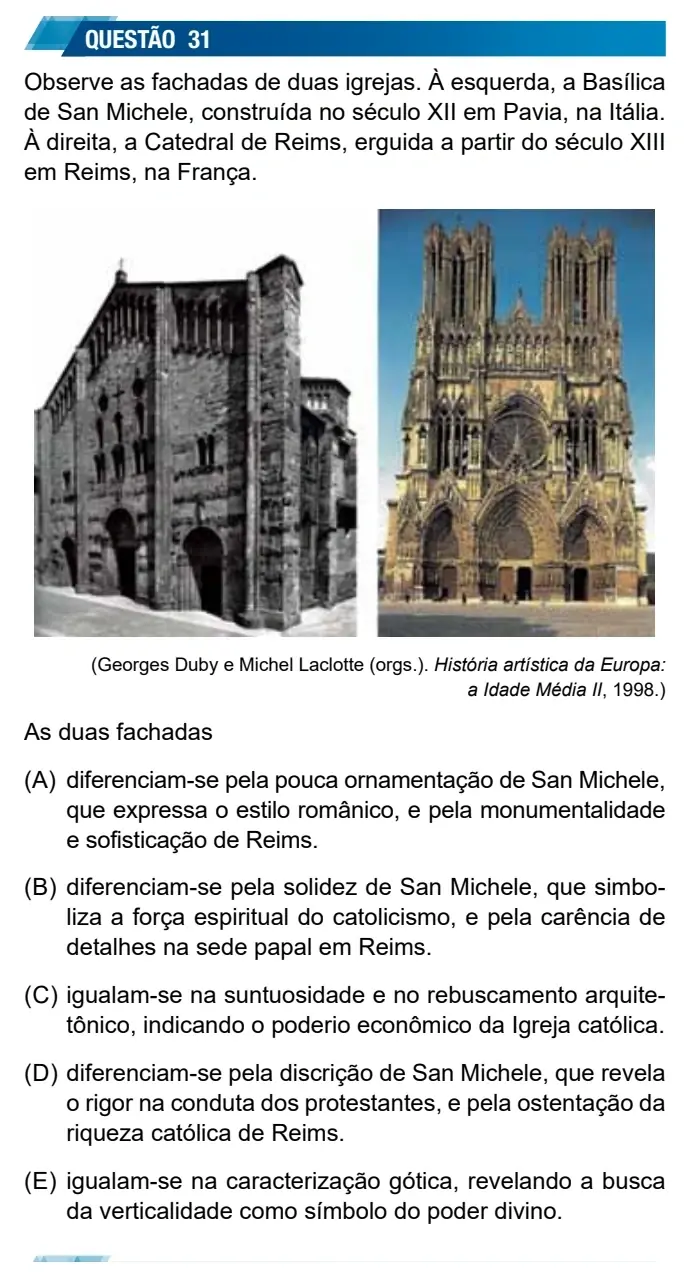 QUESTÃO 31
Observe as fachadas de duas igrejas. À esquerda, a Basílica
de San Michele, construída no século XII em Pavia, na Itália.
À direita, a Catedral de Reims, erguida a partir do século XIII
em Reims, na França.
(Georges Duby e Michel Laclotte (orgs.). História artística da Europa:
a Idade Média II, 1998.)
As duas fachadas
(A) diferenciam-se pela pouca ornamentação de San Michele,
que expressa o estilo românico, e pela monumentalidade
e sofisticação de Reims.
(B) diferenciam-se pela solidez de San Michele, que simbo-
liza a força espiritual do catolicismo, e pela carência de
detalhes na sede papal em Reims.
(C) igualam-se na suntuosidade e no rebuscamento arquite-
tônico, indicando o poderio econômico da Igreja católica.
(D) diferenciam-se pela discrição de San Michele, que revela
o rigor na conduta dos protestantes, e pela ostentação da
riqueza católica de Reims.
(E) igualam-se na caracterização gótica, revelando a busca
da verticalidade como símbolo do poder divino.